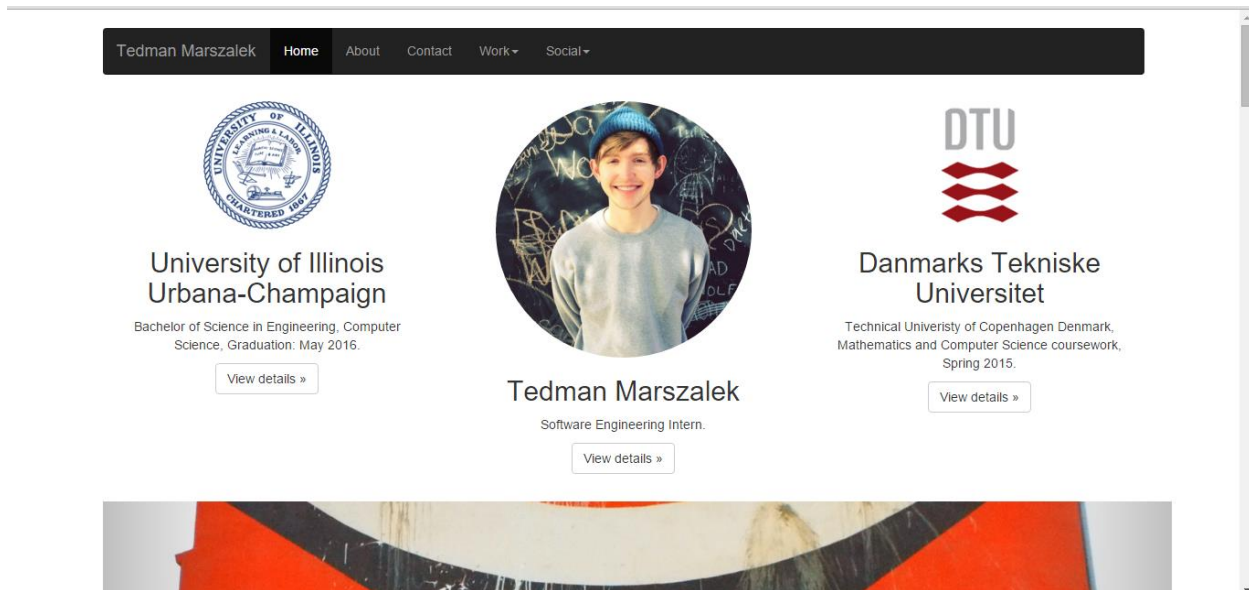 Tedman Marszalek Home About Contact Work Social
UNIVERSITY OF ILLINOIS
LEARNING & LABOR
CHARTERED 1867
University of Illinois
Urbana-Champaign
Bachelor of Science in Engineering, Computer
Science, Graduation: May 2016.
View details »
Tedman Marszalek
Software Engineering Intern.
View details »
DTU
Danmarks Tekniske
Universitet
Technical Univeristy of Copenhagen Denmark,
Mathematics and Computer Science coursework,
Spring 2015.
View details »